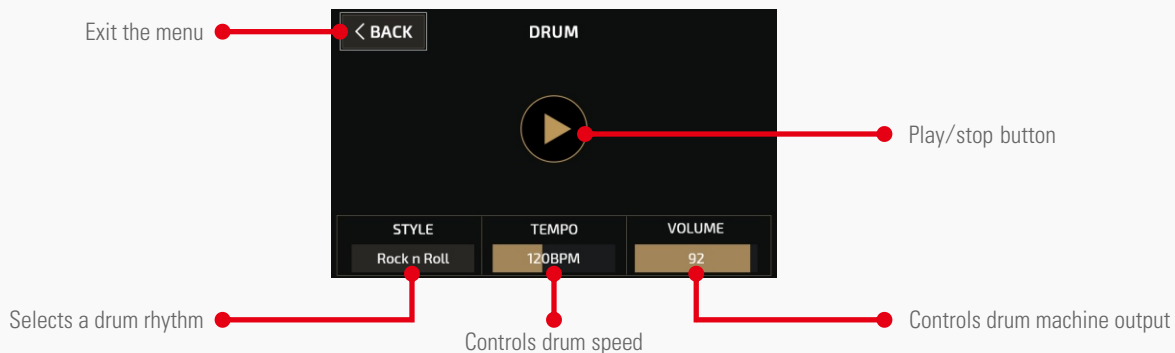 Exit the menu
< BACK
DRUM
Play/stop button
STYLE
TEMPO
VOLUME
Rock n Roll
120BPM
92
Selects a drum rhythm
Controls drum speed
Controls drum machine output